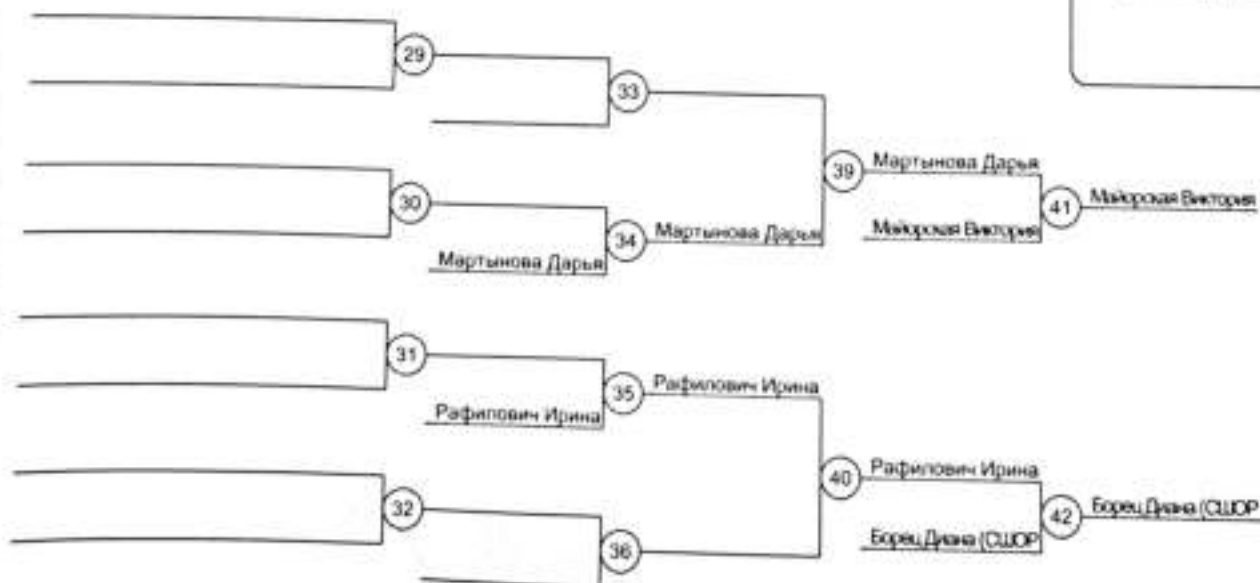 29
33
39
Мартынова Дарья
41
Майорская Виктория
30
34
Мартынова Дарья
Майорская Виктория
Мартынова Дарья
31
35
Рафилович Ирина
Рафилович Ирина
32
40
Рафилович Ирина
42
Борец Диана (СШОР
36
Борец Диана (СШОР